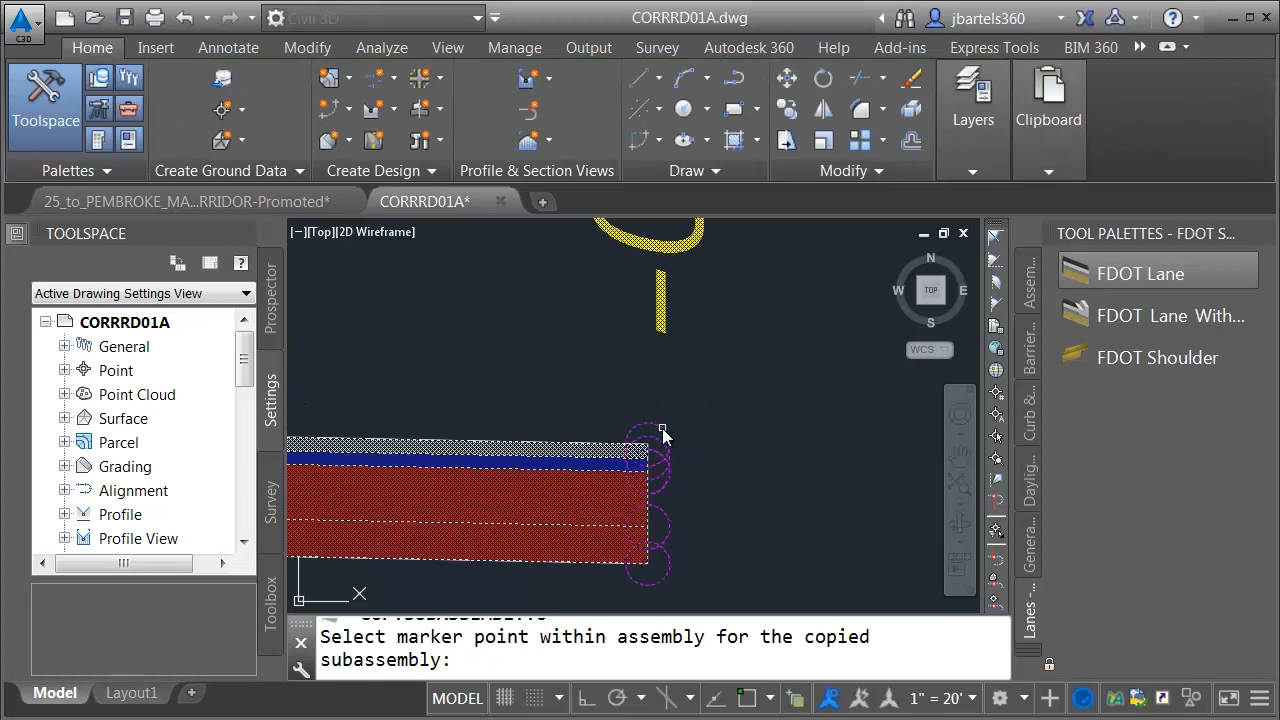 C3D
Civil 3D
CORRRD01A.dwg
jbartels360
Home Insert Annotate Modify Analyze View Manage Output Survey Autodesk 360 Help Add-ins Express Tools BIM 360
Toolspace
Layers
Clipboard
Palettes Create Ground Data Create Design Profile & Section Views Draw Modify
25_to_PEMBROKE_MA...RRIDOR-Promoted* CORRRD01A*
TOOLSPACE
[−][Top][2D Wireframe]
TOOL PALETTES - FDOT S...
Active Drawing Settings View
CORRRD01A
General
Point
Point Cloud
Surface
Parcel
Grading
Alignment
Profile
Profile View
Prospector
Settings
Survey
Toolbox
N
W TOP E
S
WCS
X
Assem...
Barrier...
Curb &...
Daylig...
Genera...
Lanes -...
FDOT Lane
FDOT Lane With...
FDOT Shoulder
Select marker point within assembly for the copied
subassembly:
Model Layout1
MODEL
1" = 20'